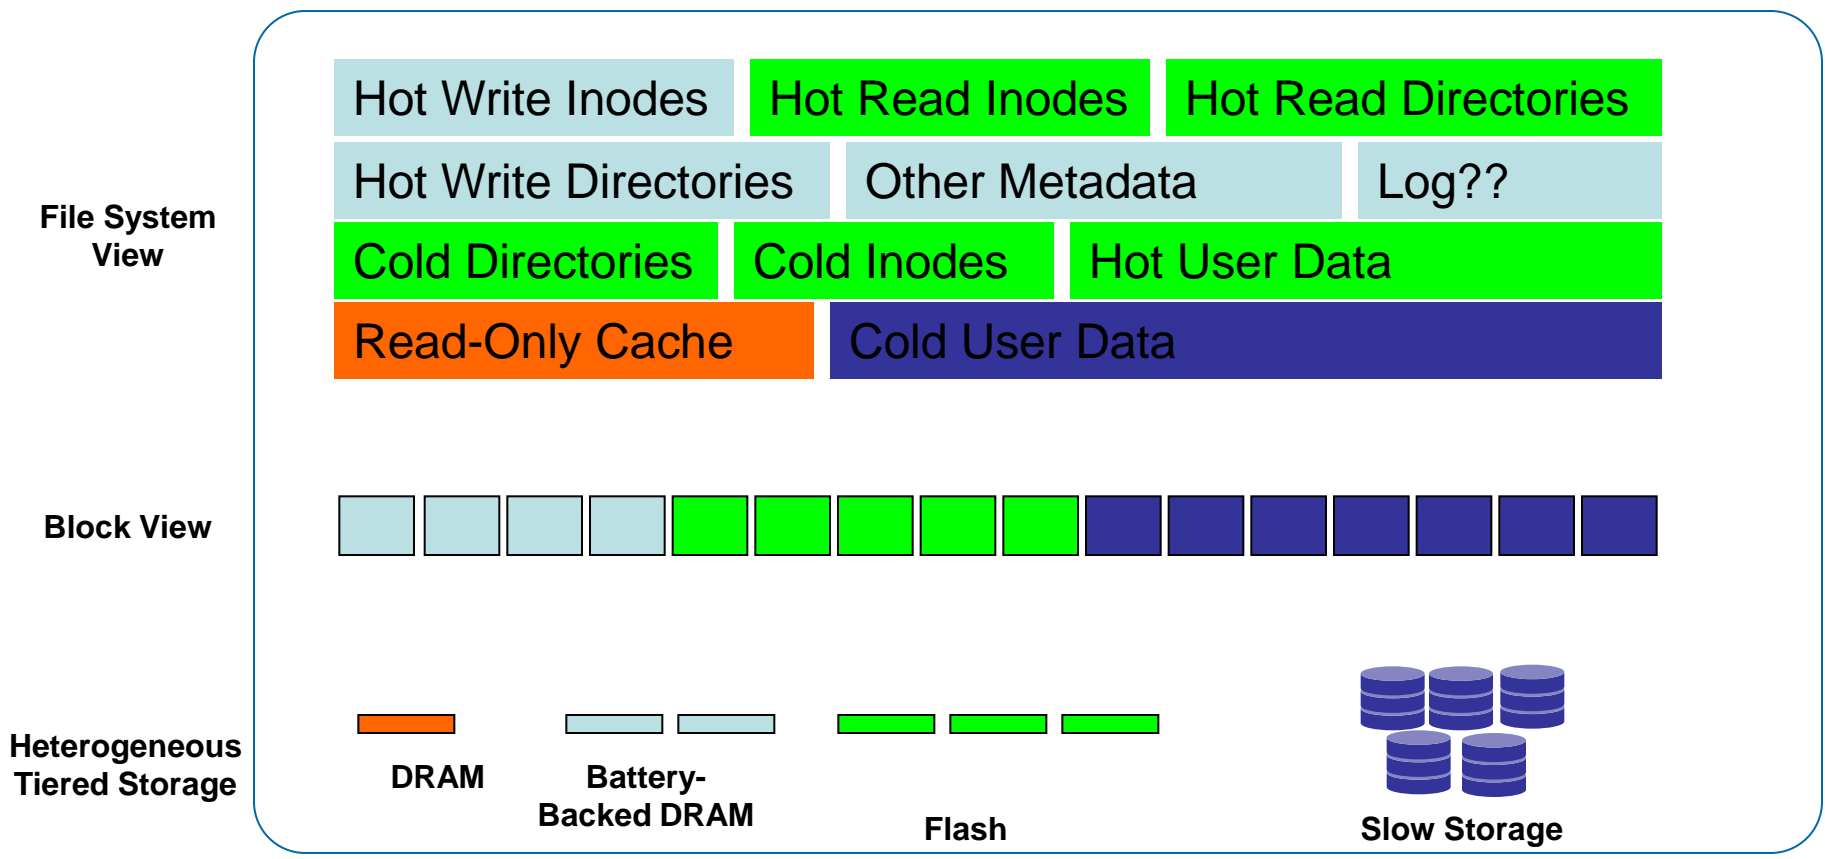 Hot Write Inodes
Hot Read Inodes
Hot Read Directories
Hot Write Directories
Other Metadata
Log??
File System
View
Cold Directories
Cold Inodes
Hot User Data
Read-Only Cache
Cold User Data
Block View
Heterogeneous
Tiered Storage
DRAM
Battery-
Backed DRAM
Flash
Slow Storage